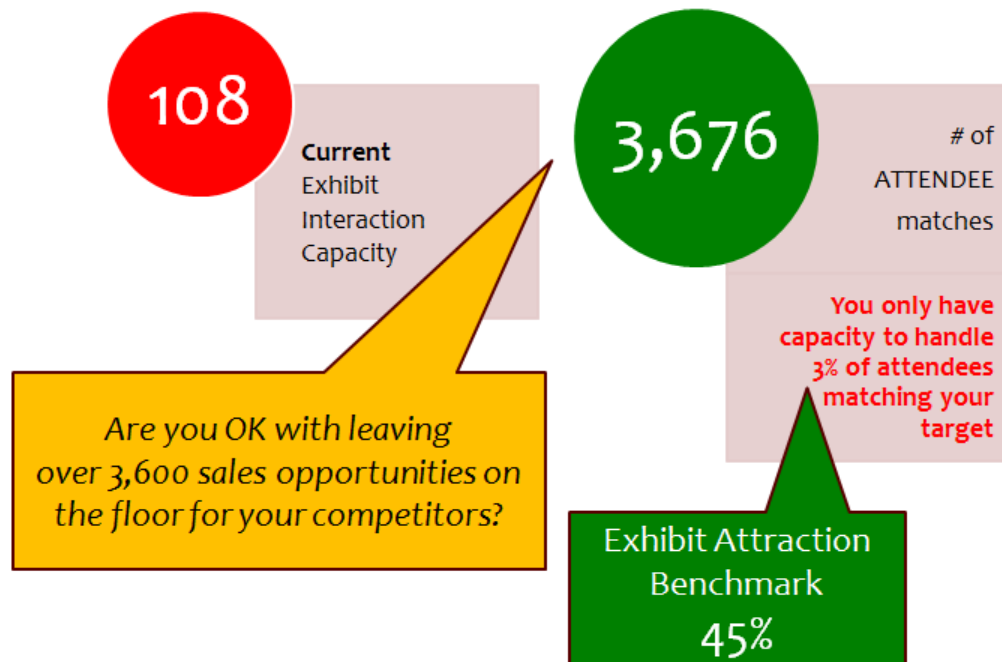 108
Current
Exhibit
Interaction
Capacity
3,676
# of
ATTENDEE
matches
You only have
capacity to handle
3% of attendees
matching your
target
Are you OK with leaving
over 3,600 sales opportunities on
the floor for your competitors?
Exhibit Attraction
Benchmark
45%